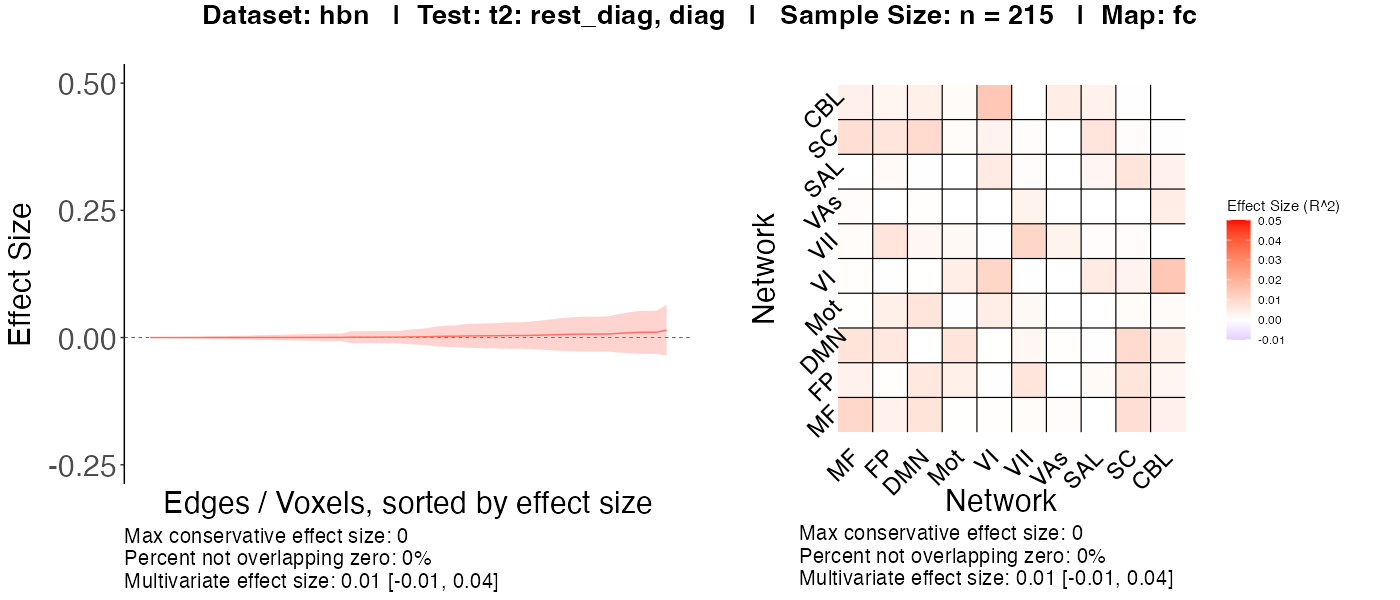 Dataset: hbn | Test: t2: rest_diag, diag | Sample Size: n = 215 | Map: fc
Effect Size
0.50
0.25
0.00
-0.25
Edges / Voxels, sorted by effect size
Max conservative effect size: 0
Percent not overlapping zero: 0%
Multivariate effect size: 0.01 [-0.01, 0.04]
Network
CBL
SC
SAL
VAs
VII
VI
Mot
DMN
FP
MF
MF FP DMN Mot VI VII VAs SAL SC CBL
Network
Max conservative effect size: 0
Percent not overlapping zero: 0%
Multivariate effect size: 0.01 [-0.01, 0.04]
Effect Size (R^2)
0.05
0.04
0.03
0.02
0.01
0.00
-0.01